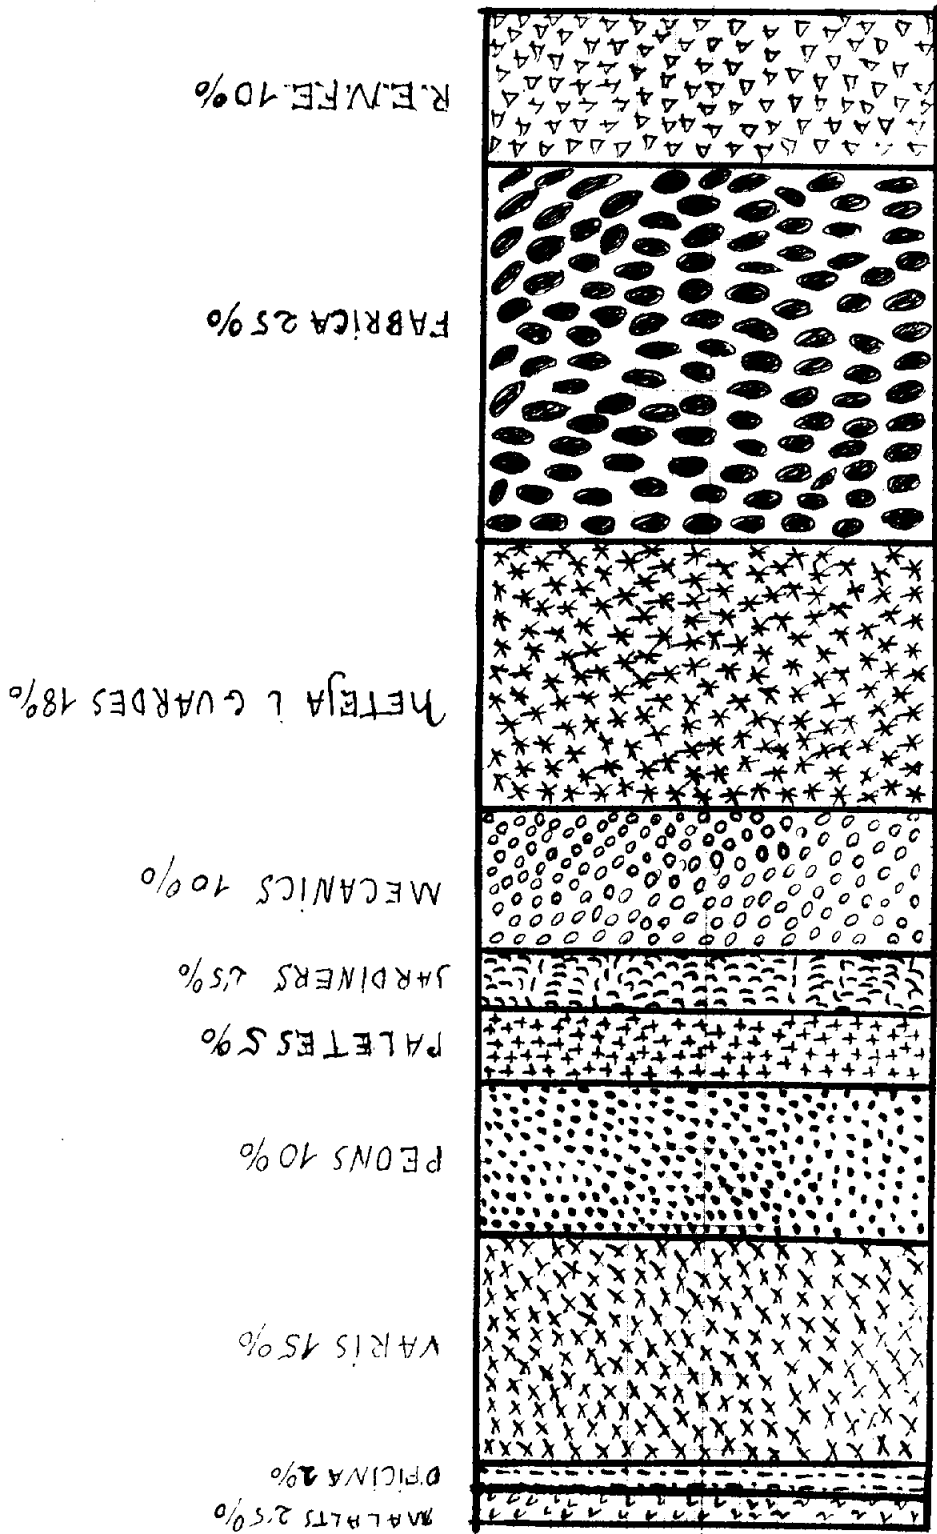 MALALTS 2'5%
OFICINA 2%
VARIS 15%
PEONS 10%
PALETES 5%
JARDINERS 2'5%
MECANICS 10%
NETEJA i GUARDES 18%
FABRiCA 25%
R.E.N.F.E. 10%